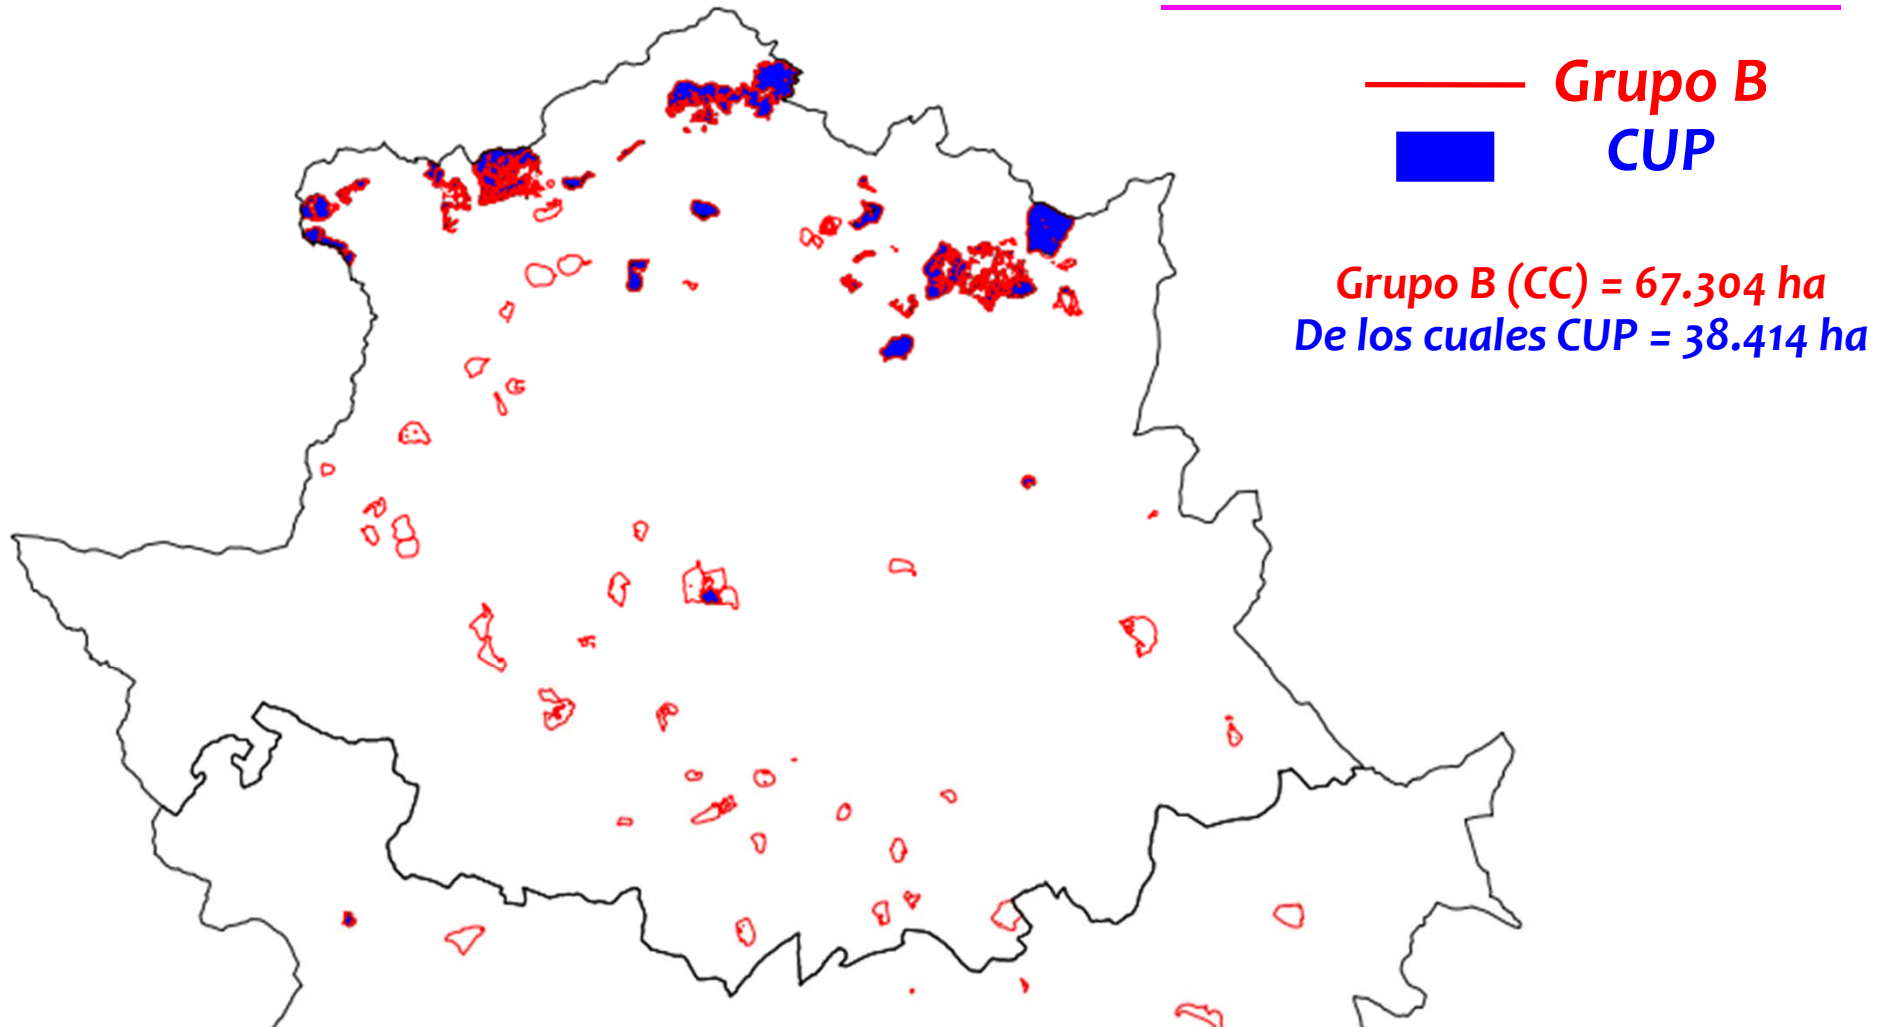 Grupo B
CUP
Grupo B (CC) = 67.304 ha
De los cuales CUP = 38.414 ha